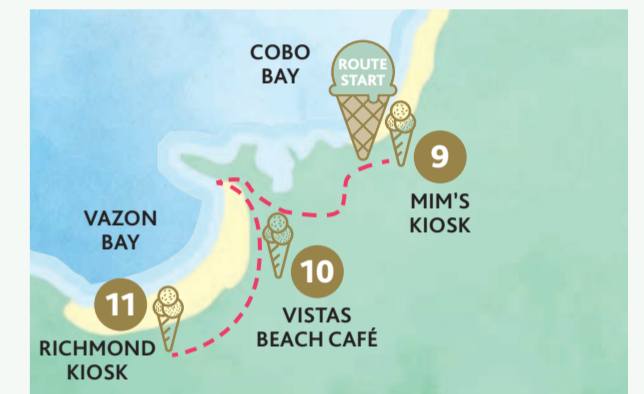 COBO
BAY
ROUTE
START
9
MIM'S
KIOSK
VAZON
BAY
10
VISTAS
BEACH CAFÉ
11
RICHMOND
KIOSK